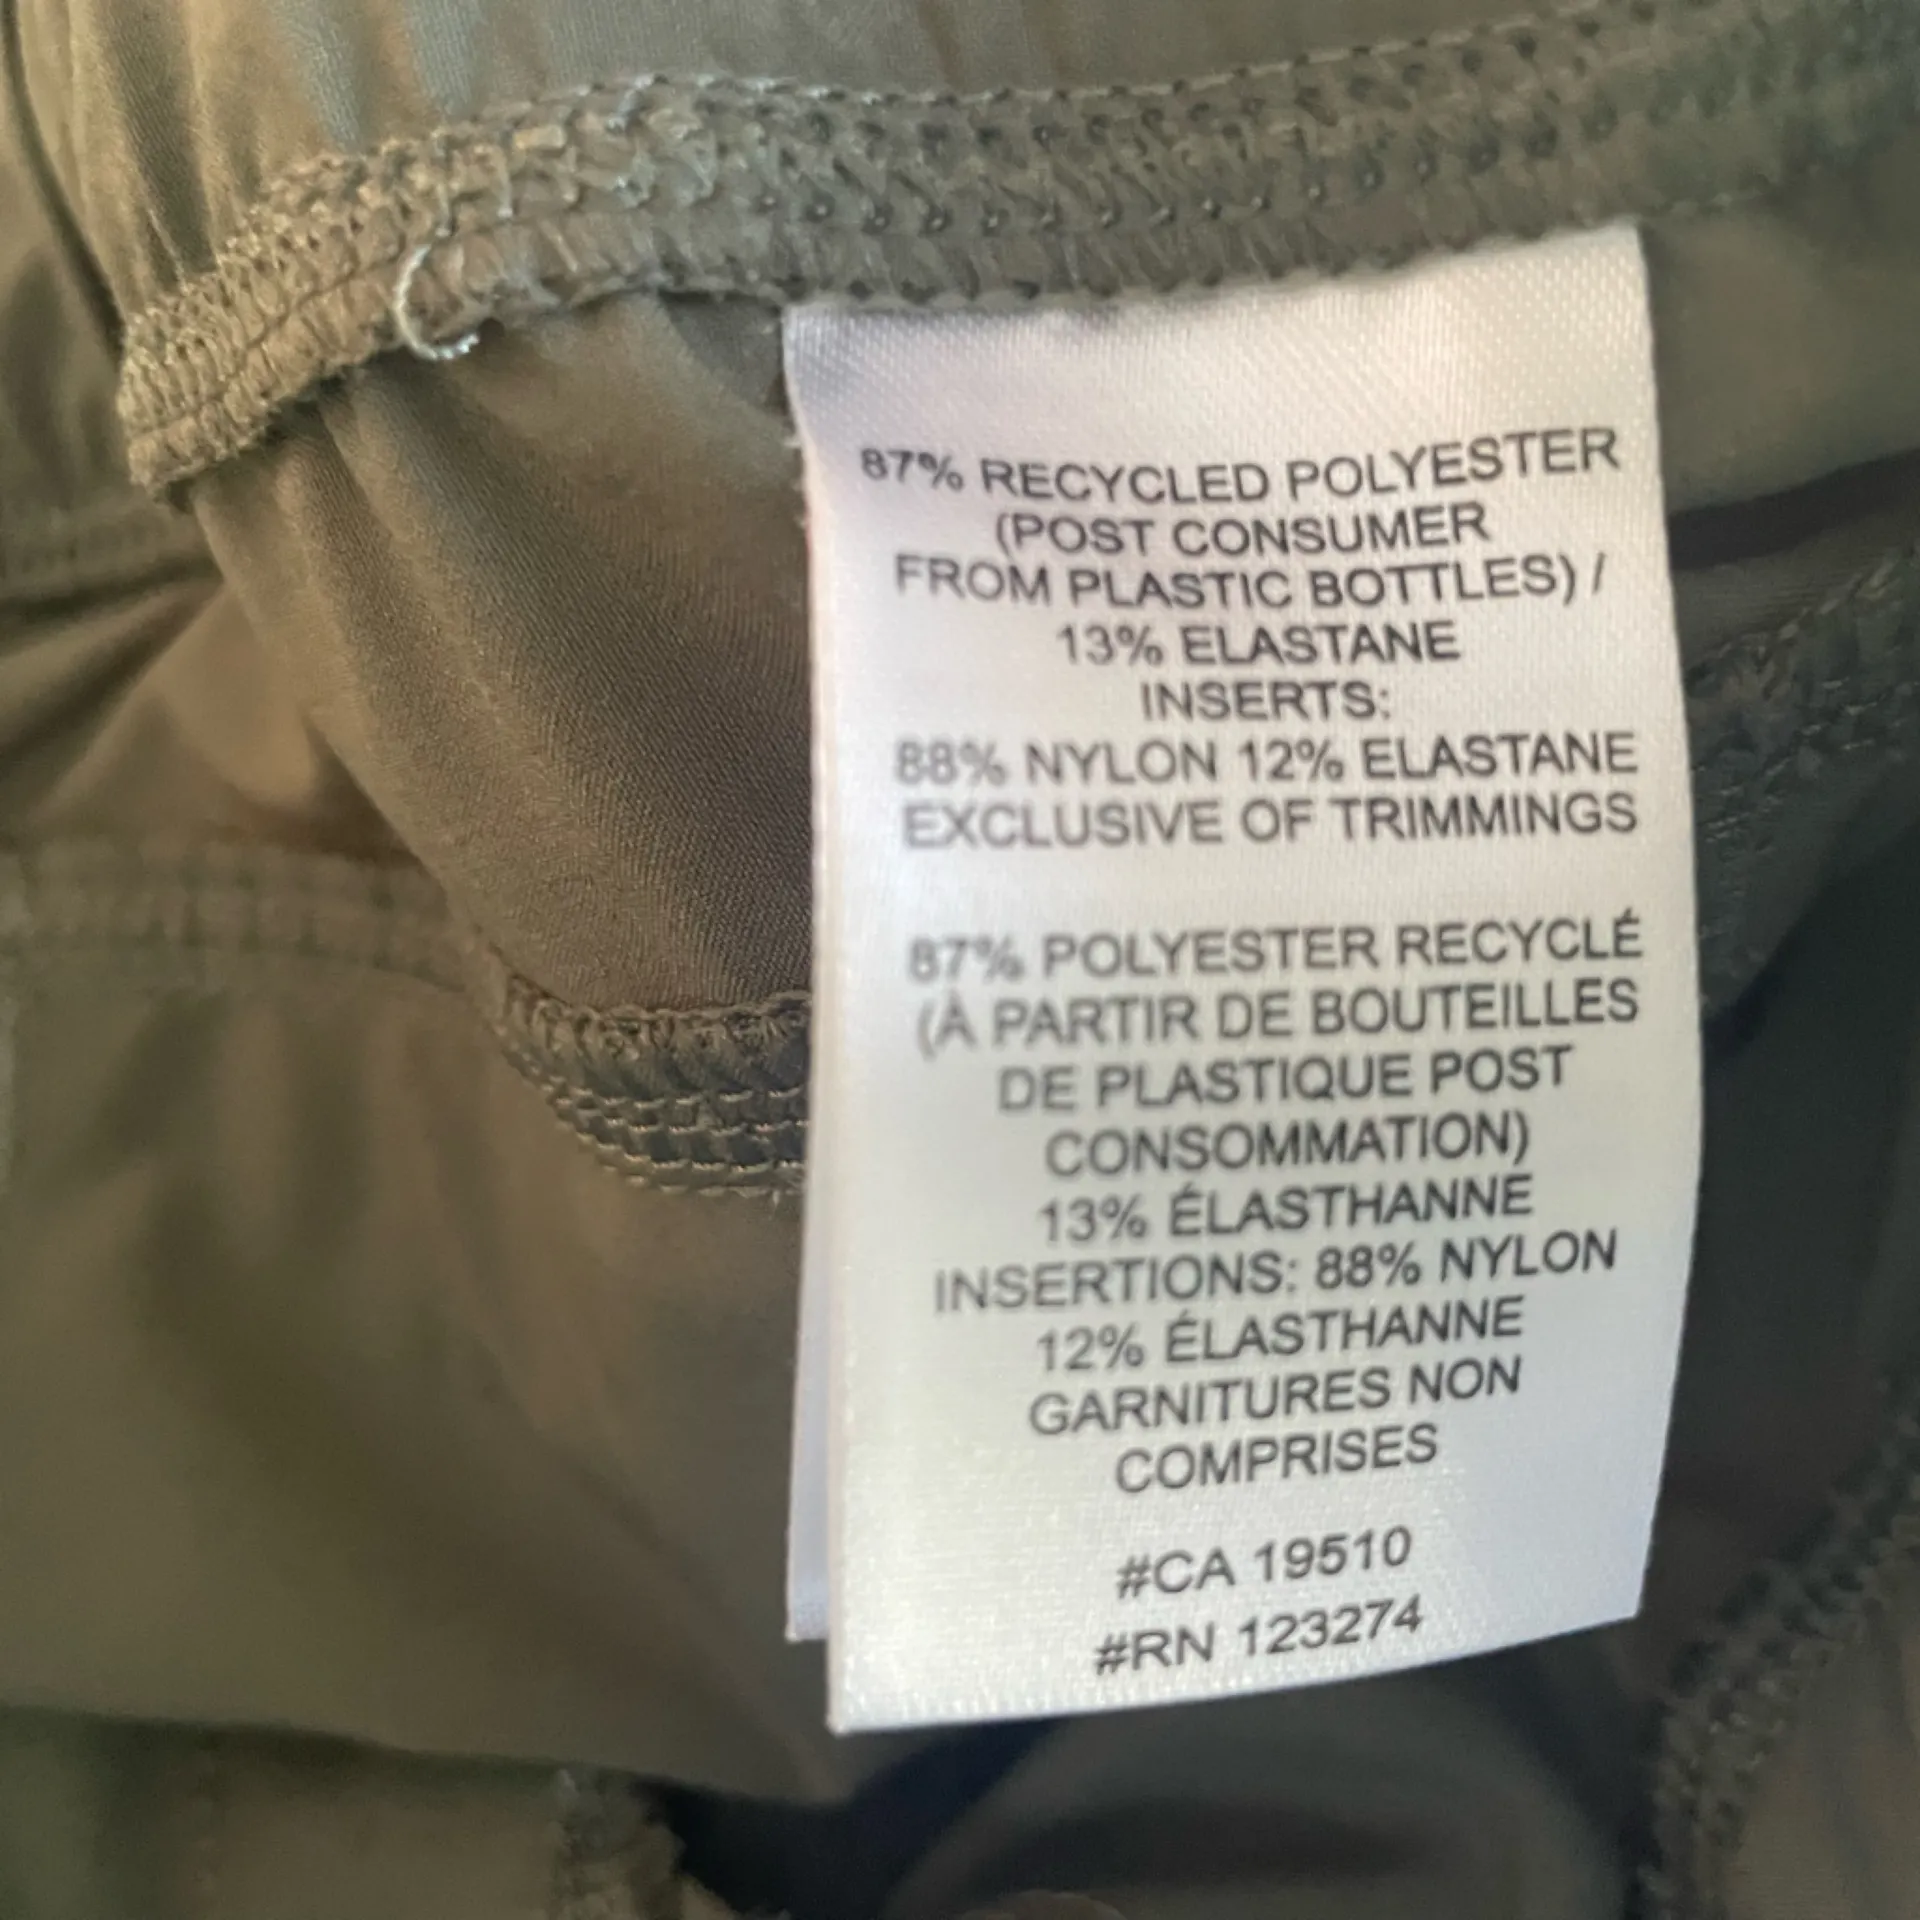 87% RECYCLED POLYESTER
(POST CONSUMER
FROM PLASTIC BOTTLES) /
13% ELASTANE
INSERTS:
88% NYLON 12% ELASTANE
EXCLUSIVE OF TRIMMINGS
87% POLYESTER RECYCLÉ
(À PARTIR DE BOUTEILLES
DE PLASTIQUE POST
CONSOMMATION)
13% ÉLASTHANNE
INSERTIONS: 88% NYLON
12% ÉLASTHANNE
GARNITURES NON
COMPRISES
#CA 19510
#RN 123274